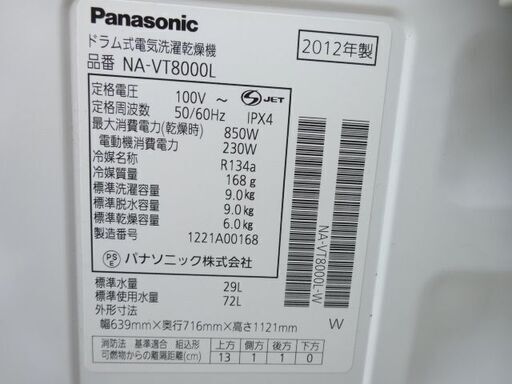 Panasonic
ドラム式電気洗濯乾燥機
品番 NA-VT8000L
2012年製
定格電圧 100V ～ S JET
定格周波数 50/60Hz IPX4
最大消費電力(乾燥時) 850W
電動機消費電力 230W
冷媒名称 R134a
冷媒質量 168g
標準洗濯容量 9.0kg
標準脱水容量 9.0kg
標準乾燥容量 6.0kg
製造番号 1221A00168
PS E パナソニック株式会社
標準水量 29L
標準使用水量 72L
外形寸法
幅639mm×奥行716mm×高さ1121mm
W
消防法 基準適合 組込形 上方 側方 後方 下方
可燃物からの離隔距離(cm) 13 1 1 0
NA-VT8000L-W